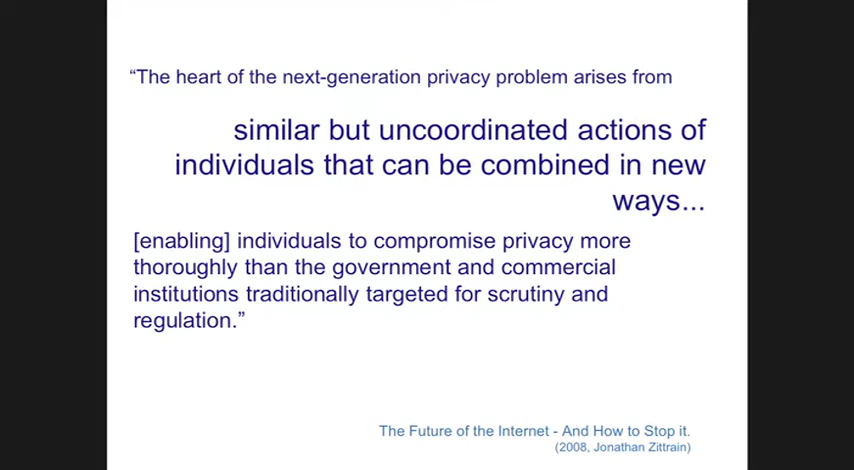 “The heart of the next-generation privacy problem arises from
similar but uncoordinated actions of
individuals that can be combined in new
ways...
[enabling] individuals to compromise privacy more
thoroughly than the government and commercial
institutions traditionally targeted for scrutiny and
regulation.”
The Future of the Internet - And How to Stop it.
(2008, Jonathan Zittrain)